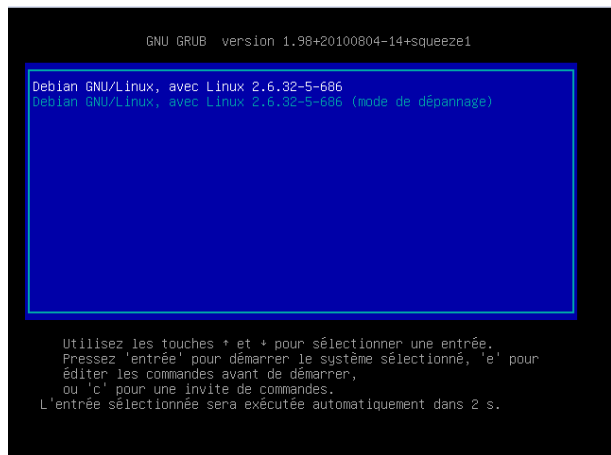 GNU GRUB  version 1.98+20100804-14+squeeze1
Debian GNU/Linux, avec Linux 2.6.32-5-686
Debian GNU/Linux, avec Linux 2.6.32-5-686 (mode de dépannage)
Utilisez les touches ↑ et ↓ pour sélectionner une entrée.
Pressez 'entrée' pour démarrer le système sélectionné, 'e' pour
éditer les commandes avant de démarrer,
ou 'c' pour une invite de commandes.
L'entrée sélectionnée sera exécutée automatiquement dans 2 s.